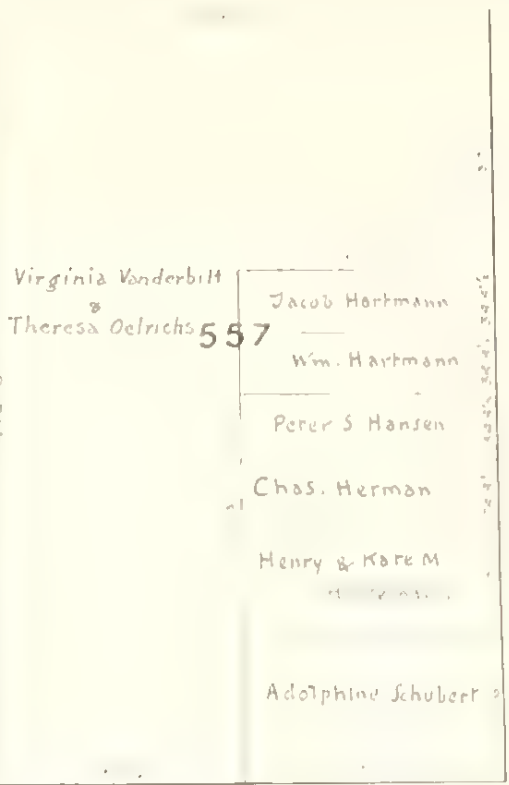 Virginia Vanderbilt
&
Theresa Oelrichs
557
Jacob Hartmann
Wm. Hartmann
Peter S Hansen
Chas. Herman
Henry & Kate M
Adolphine Schubert